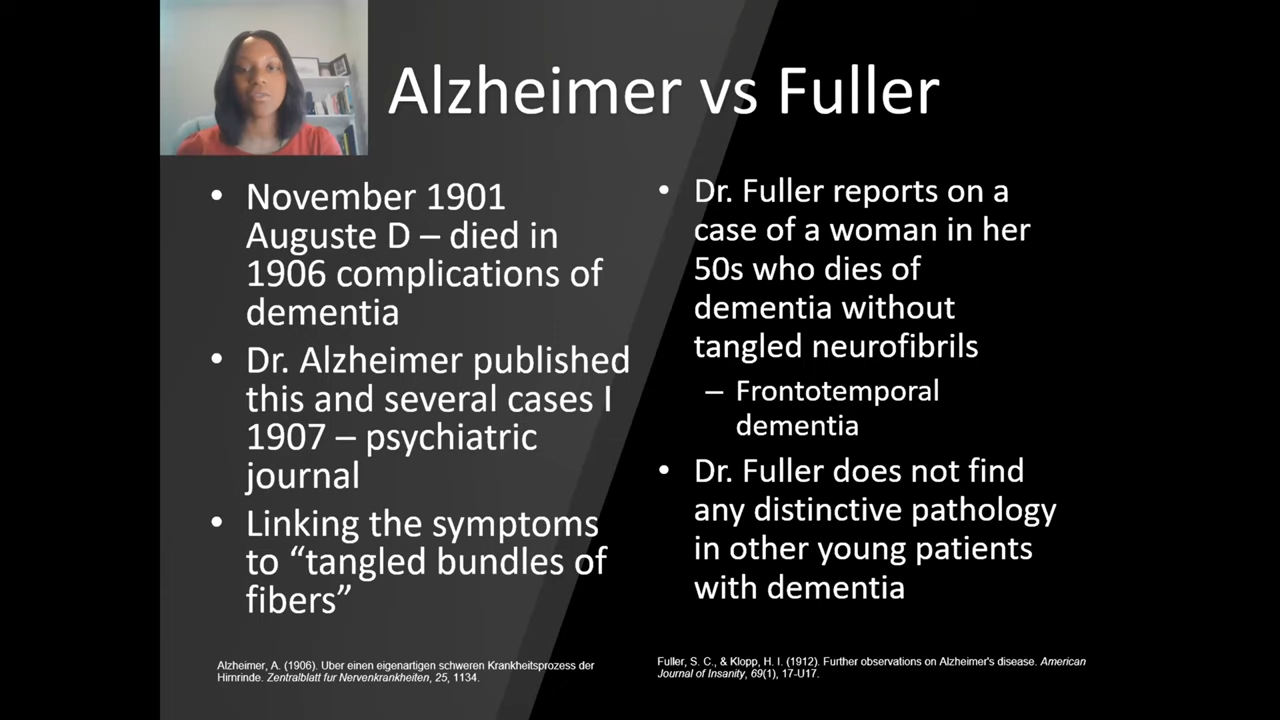 Alzheimer vs Fuller
• November 1901
Auguste D – died in
1906 complications of
dementia
• Dr. Alzheimer published
this and several cases I
1907 – psychiatric
journal
• Linking the symptoms
to “tangled bundles of
fibers”
• Dr. Fuller reports on a
case of a woman in her
50s who dies of
dementia without
tangled neurofibrils
– Frontotemporal
dementia
• Dr. Fuller does not find
any distinctive pathology
in other young patients
with dementia
Alzheimer, A. (1906). Uber einen eigenartigen schweren Krankheitsprozess der
Hirnrinde. Zentralblatt fur Nervenkrankheiten, 25, 1134.
Fuller, S. C., & Klopp, H. I. (1912). Further observations on Alzheimer's disease. American
Journal of Insanity, 69(1), 17-U17.